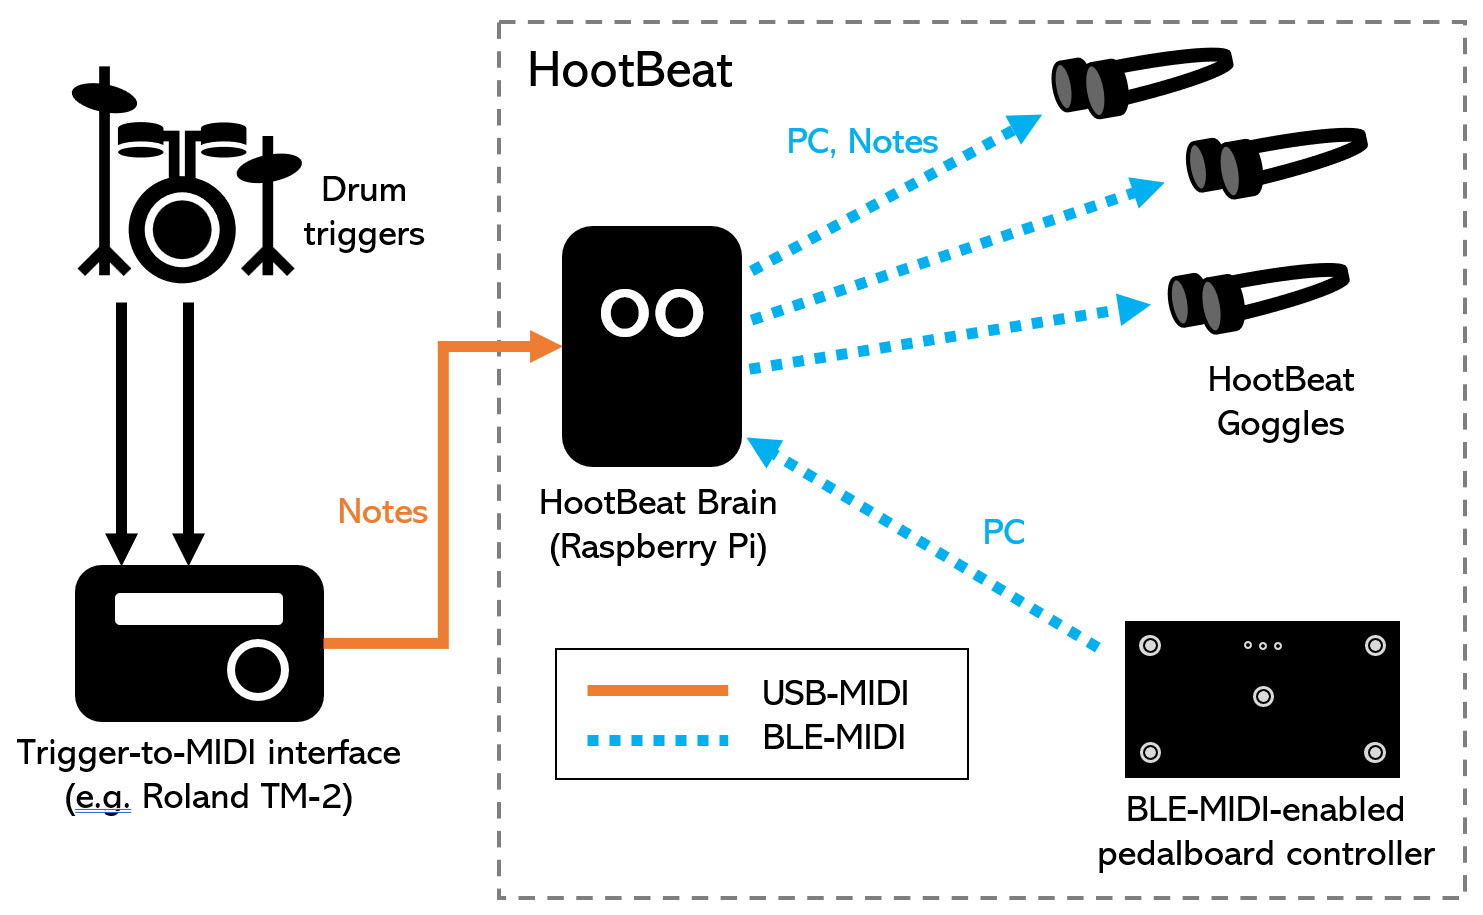 HootBeat
PC, Notes
Drum
triggers
HootBeat
Goggles
Notes
HootBeat Brain
(Raspberry Pi)
PC
USB-MIDI
BLE-MIDI
Trigger-to-MIDI interface
(e.g. Roland TM-2)
BLE-MIDI-enabled
pedalboard controller